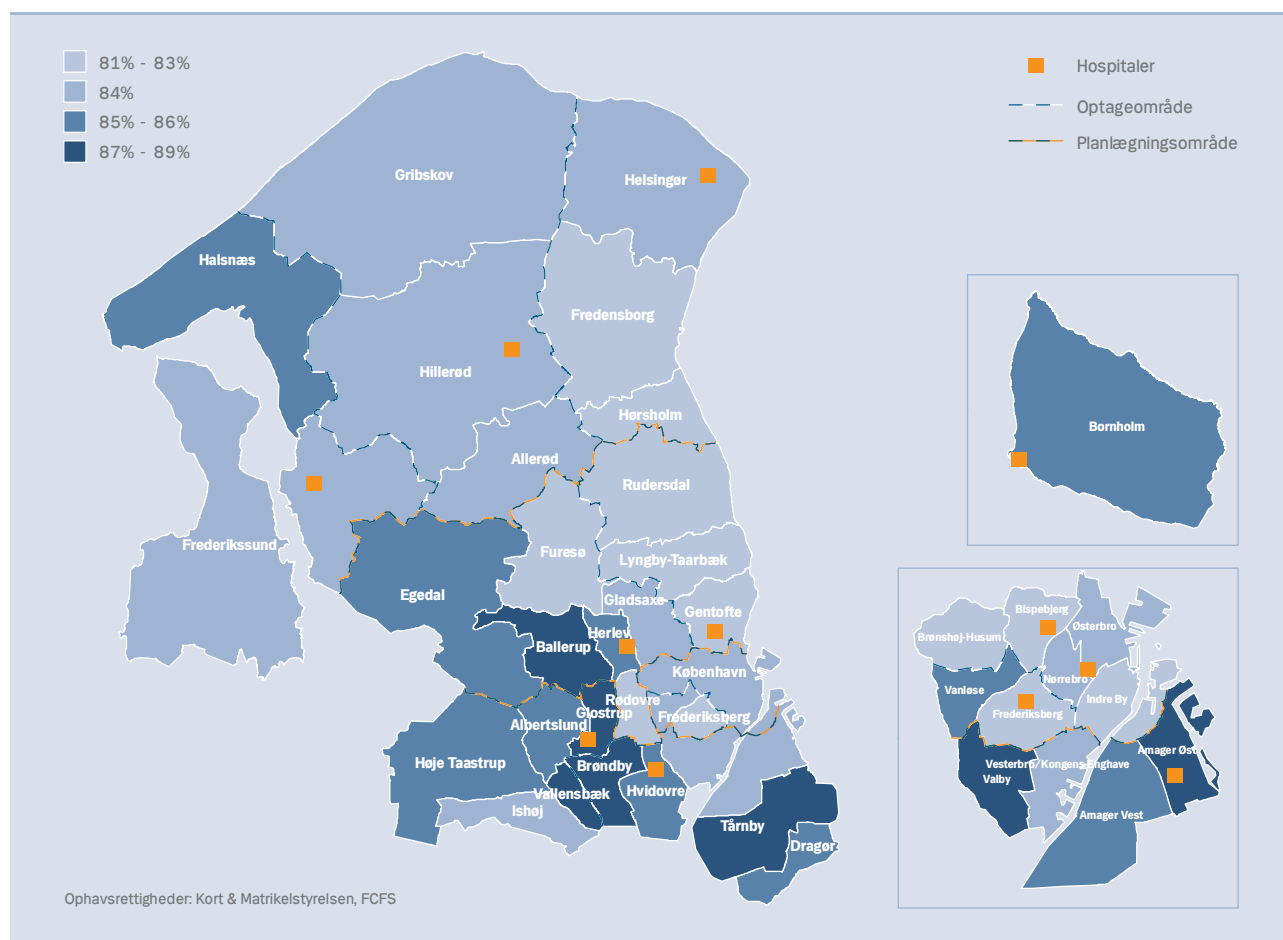 81% - 83%
84%
85% - 86%
87% - 89%
Hospitaler
Optageområde
Planlægningsområde
Gribskov
Helsingør
Halsnæs
Fredensborg
Hillerød
Hørsholm
Allerød
Rudersdal
Frederikssund
Furesø
Lyngby-Taarbæk
Egedal
Gladsaxe
Gentofte
Herlev
Ballerup
København
Rødovre
Glostrup
Frederiksberg
Albertslund
Høje Taastrup
Brøndby
Vallensbæk
Hvidovre
Ishøj
Tårnby
Dragør
Bornholm
Bispebjerg
Østerbro
Brønshøj-Husum
Nørrebro
Vanløse
Indre By
Frederiksberg
Amager Øst
Vesterbro/Kongens Enghave
Valby
Amager Vest
Ophavsrettigheder: Kort & Matrikelstyrelsen, FCFS